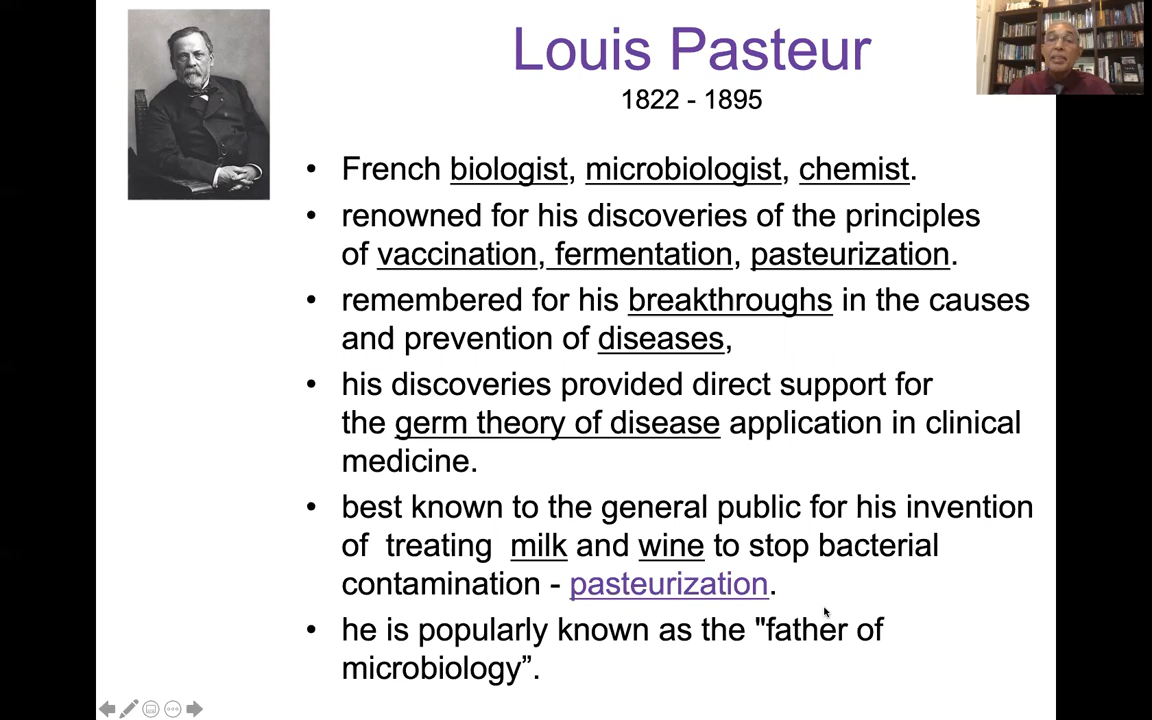 Louis Pasteur
1822 - 1895
• French biologist, microbiologist, chemist.
• renowned for his discoveries of the principles
of vaccination, fermentation, pasteurization.
• remembered for his breakthroughs in the causes
and prevention of diseases,
• his discoveries provided direct support for
the germ theory of disease application in clinical
medicine.
• best known to the general public for his invention
of treating milk and wine to stop bacterial
contamination - pasteurization.
• he is popularly known as the "father of
microbiology”.